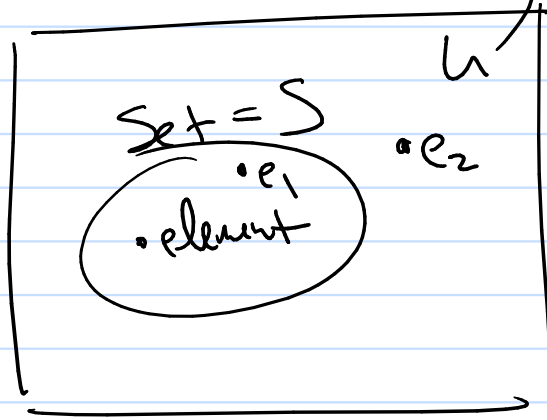 U
Set = S
• e₂
• e₁
• element